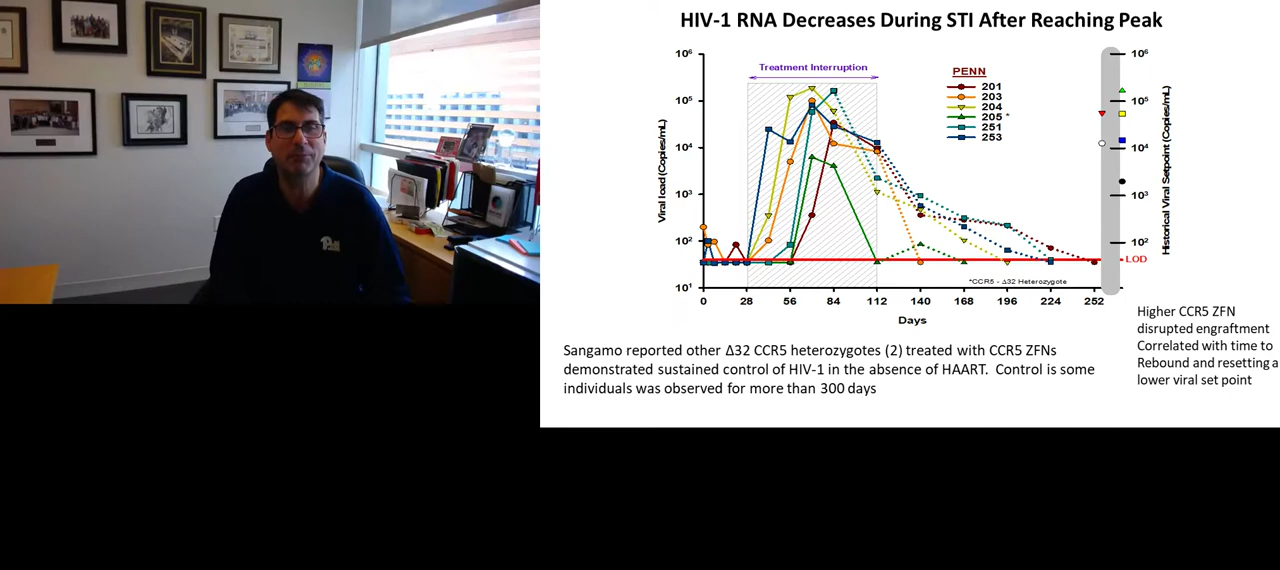 HIV-1 RNA Decreases During STI After Reaching Peak
Treatment Interruption
PENN
201
203
204
205 *
251
253
Viral load (Copies/mL)
10⁶
10⁵
10⁴
10³
10²
10¹
0 28 56 84 112 140 168 196 224 252
Days
*CCR5 - Δ32 Heterozygote
10⁶
10⁵
10⁴
10³
10²
LOD
Historical Viral Setpoint (Copies/mL)
Higher CCR5 ZFN
disrupted engraftment
Correlated with time to
Rebound and resetting a
lower viral set point
Sangamo reported other Δ32 CCR5 heterozygotes (2) treated with CCR5 ZFNs
demonstrated sustained control of HIV-1 in the absence of HAART. Control is some
individuals was observed for more than 300 days